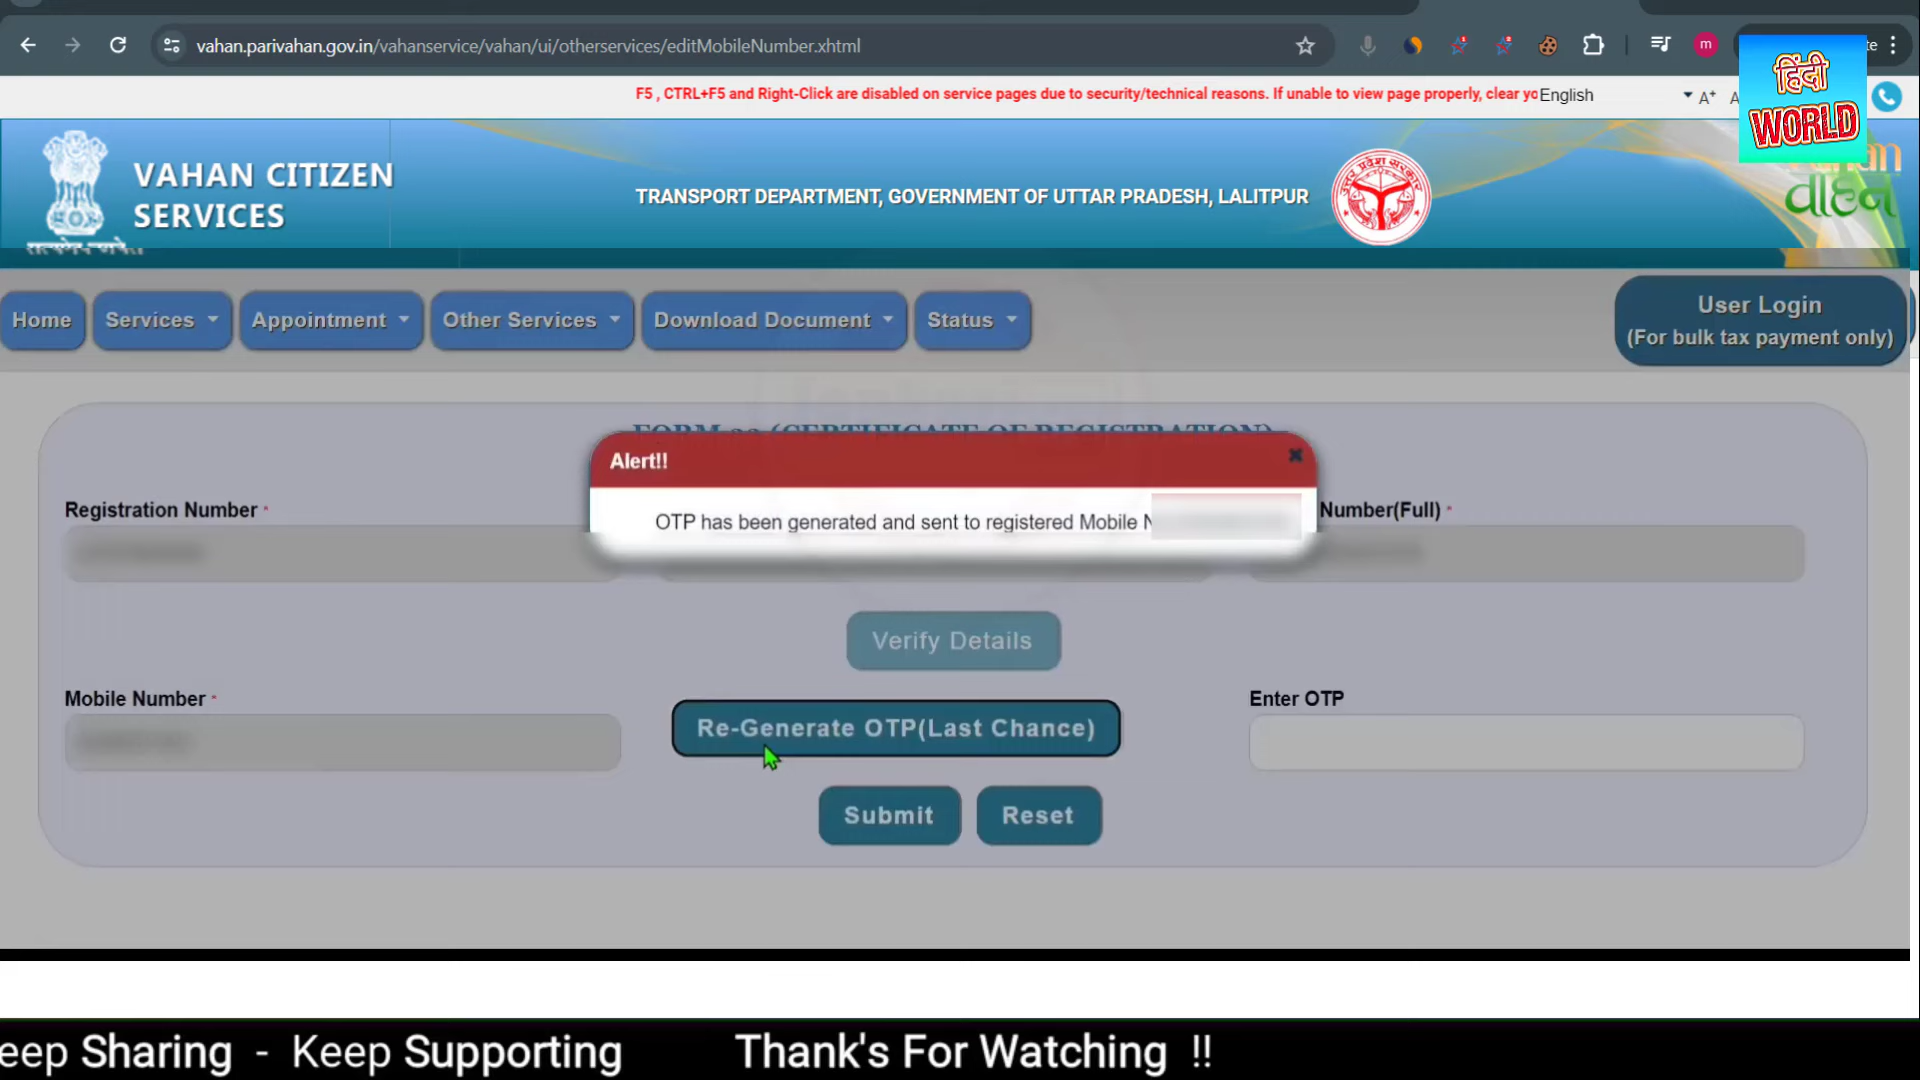 vahan.parivahan.gov.in/vahanservice/vahan/ui/otherservices/editMobileNumber.xhtml
m
हिंदी
WORLD
F5 , CTRL+F5 and Right-Click are disabled on service pages due to security/technical reasons. If unable to view page properly, clear
English
A+
VAHAN CITIZEN
SERVICES
TRANSPORT DEPARTMENT, GOVERNMENT OF UTTAR PRADESH, LALITPUR
Home
Services
Appointment
Other Services
Download Document
Status
User Login
(For bulk tax payment only)
(CERTIFICATE OF REGISTRATION)
Alert!!
OTP has been generated and sent to registered Mobile
Registration Number *
Number(Full) *
Verify Details
Mobile Number *
Re-Generate OTP(Last Chance)
Enter OTP
Submit
Reset
Sharing - Keep Supporting Thank's For Watching !!